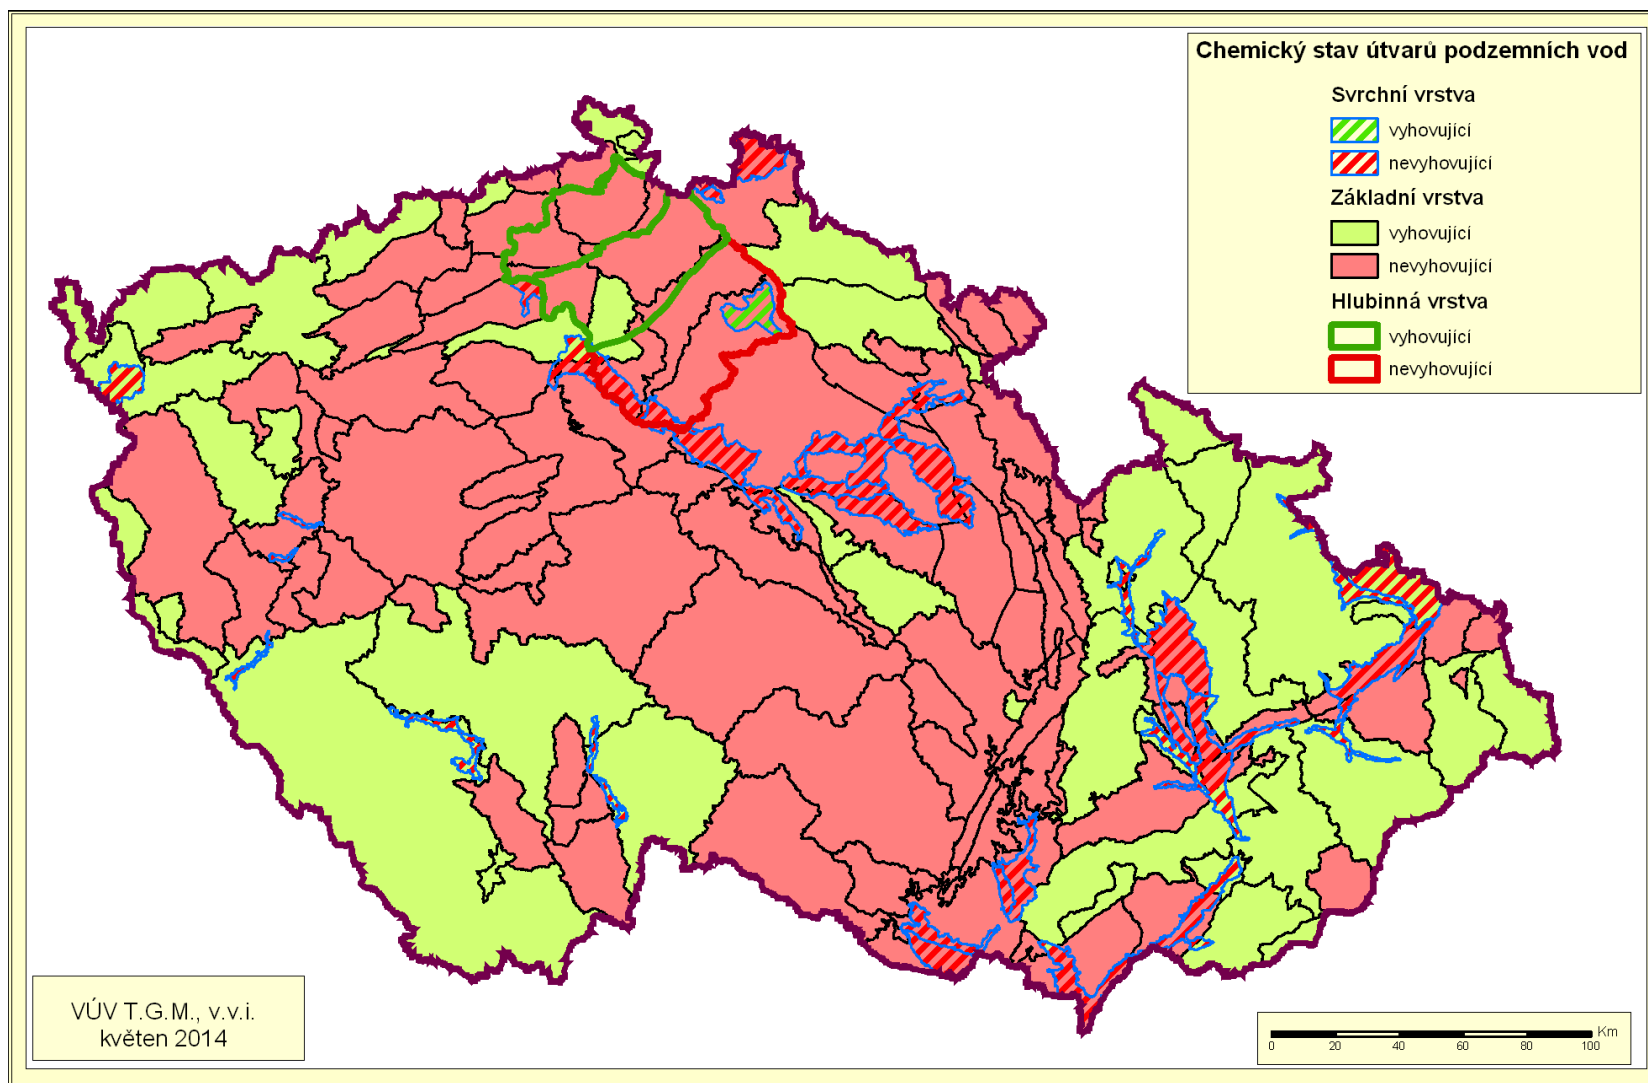 Chemický stav útvarů podzemních vod
Svrchní vrstva
vyhovující
nevyhovující
Základní vrstva
vyhovující
nevyhovující
Hlubinná vrstva
vyhovující
nevyhovující
VÚV T.G.M., v.v.i.
květen 2014
Km
0 20 40 60 80 100